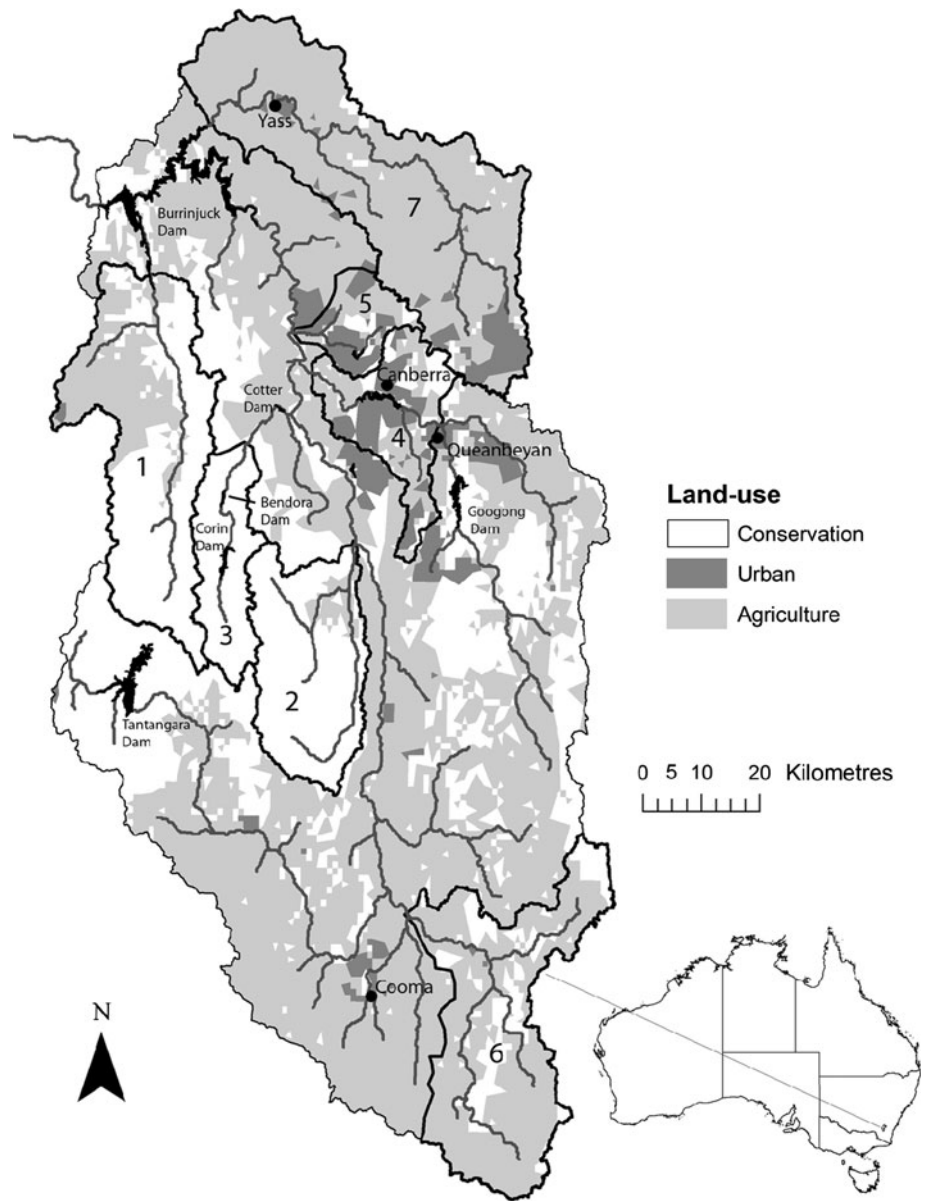 Yass
7
Burrinjuck
Dam
5
Canberra
Cotter
Dam
4
Queanbeyan
1
Bendora
Dam
Corin
Dam
Googong
Dam
3
2
Tantangara
Dam
Cooma
6
N
Land-use
Conservation
Urban
Agriculture
0 5 10 20 Kilometres